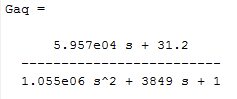 Gaq =
5.957e04 s + 31.2
-------------------------
1.055e06 s^2 + 3849 s + 1